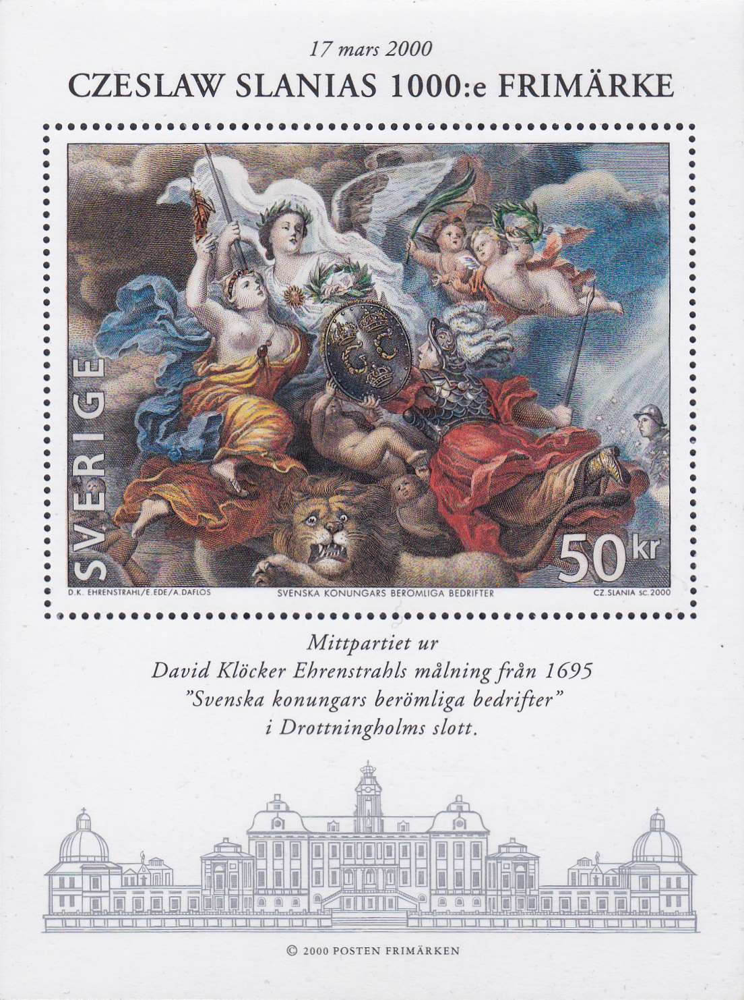 17 mars 2000
CZESLAW SLANIAS 1000:e FRIMÄRKE
SVERIGE
50 kr
D.K. EHRENSTRAHL/E.EDE/A.DAFLOS
SVENSKA KONUNGARS BERÖMLIGA BEDRIFTER
CZ.SLANIA SC.2000
Mittpartiet ur
David Klöcker Ehrenstrahls målning från 1695
”Svenska konungars berömliga bedrifter”
i Drottningholms slott.
© 2000 POSTEN FRIMÄRKEN